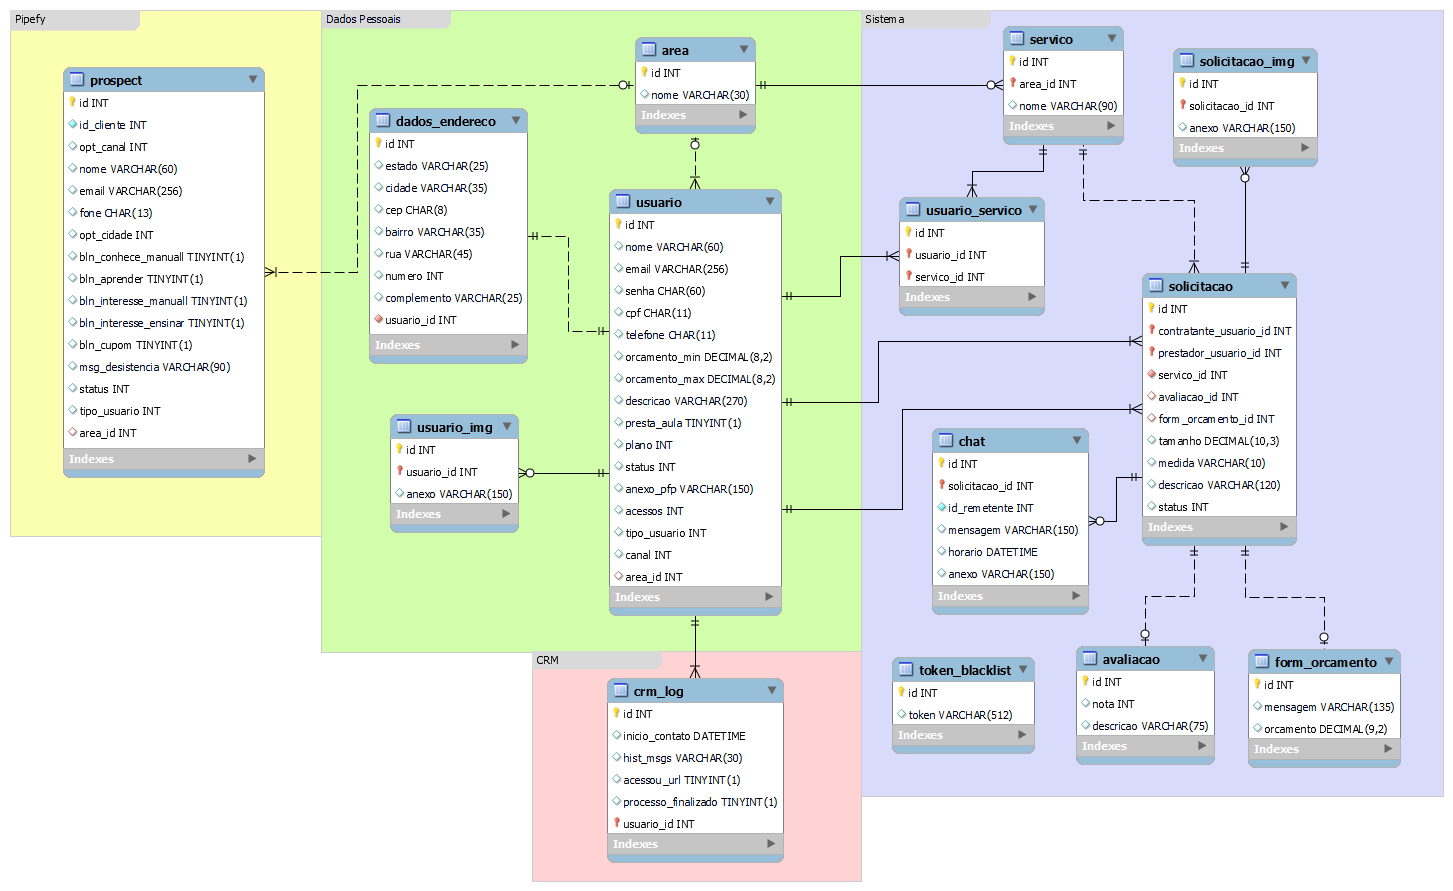 Pipefy
prospect
id INT
id_cliente INT
opt_canal INT
nome VARCHAR(60)
email VARCHAR(256)
fone CHAR(13)
opt_cidade INT
bln_conhece_manuall TINYINT(1)
bln_aprender TINYINT(1)
bln_interesse_manuall TINYINT(1)
bln_interesse_ensinar TINYINT(1)
bln_cupom TINYINT(1)
msg_desistencia VARCHAR(90)
status INT
tipo_usuario INT
area_id INT
Indexes
Dados Pessoais
area
id INT
nome VARCHAR(30)
Indexes
dados_endereco
id INT
estado VARCHAR(25)
cidade VARCHAR(35)
cep CHAR(8)
bairro VARCHAR(35)
rua VARCHAR(45)
numero INT
complemento VARCHAR(25)
usuario_id INT
Indexes
usuario
id INT
nome VARCHAR(60)
email VARCHAR(256)
senha CHAR(60)
cpf CHAR(11)
telefone CHAR(11)
orcamento_min DECIMAL(8,2)
orcamento_max DECIMAL(8,2)
descricao VARCHAR(270)
presta_aula TINYINT(1)
plano INT
status INT
anexo_pfp VARCHAR(150)
acessos INT
tipo_usuario INT
canal INT
area_id INT
Indexes
usuario_img
id INT
usuario_id INT
anexo VARCHAR(150)
Indexes
CRM
crm_log
id INT
inicio_contato DATETIME
hist_msgs VARCHAR(30)
acessou_url TINYINT(1)
processo_finalizado TINYINT(1)
usuario_id INT
Indexes
Sistema
servico
id INT
area_id INT
nome VARCHAR(90)
Indexes
solicitacao_img
id INT
solicitacao_id INT
anexo VARCHAR(150)
Indexes
usuario_servico
id INT
usuario_id INT
servico_id INT
Indexes
solicitacao
id INT
contratante_usuario_id INT
prestador_usuario_id INT
servico_id INT
avaliacao_id INT
form_orcamento_id INT
tamanho DECIMAL(10,3)
medida VARCHAR(10)
descricao VARCHAR(120)
status INT
Indexes
chat
id INT
solicitacao_id INT
id_remetente INT
mensagem VARCHAR(150)
horario DATETIME
anexo VARCHAR(150)
Indexes
token_blacklist
id INT
token VARCHAR(512)
Indexes
avaliacao
id INT
nota INT
descricao VARCHAR(75)
Indexes
form_orcamento
id INT
mensagem VARCHAR(135)
orcamento DECIMAL(9,2)
Indexes